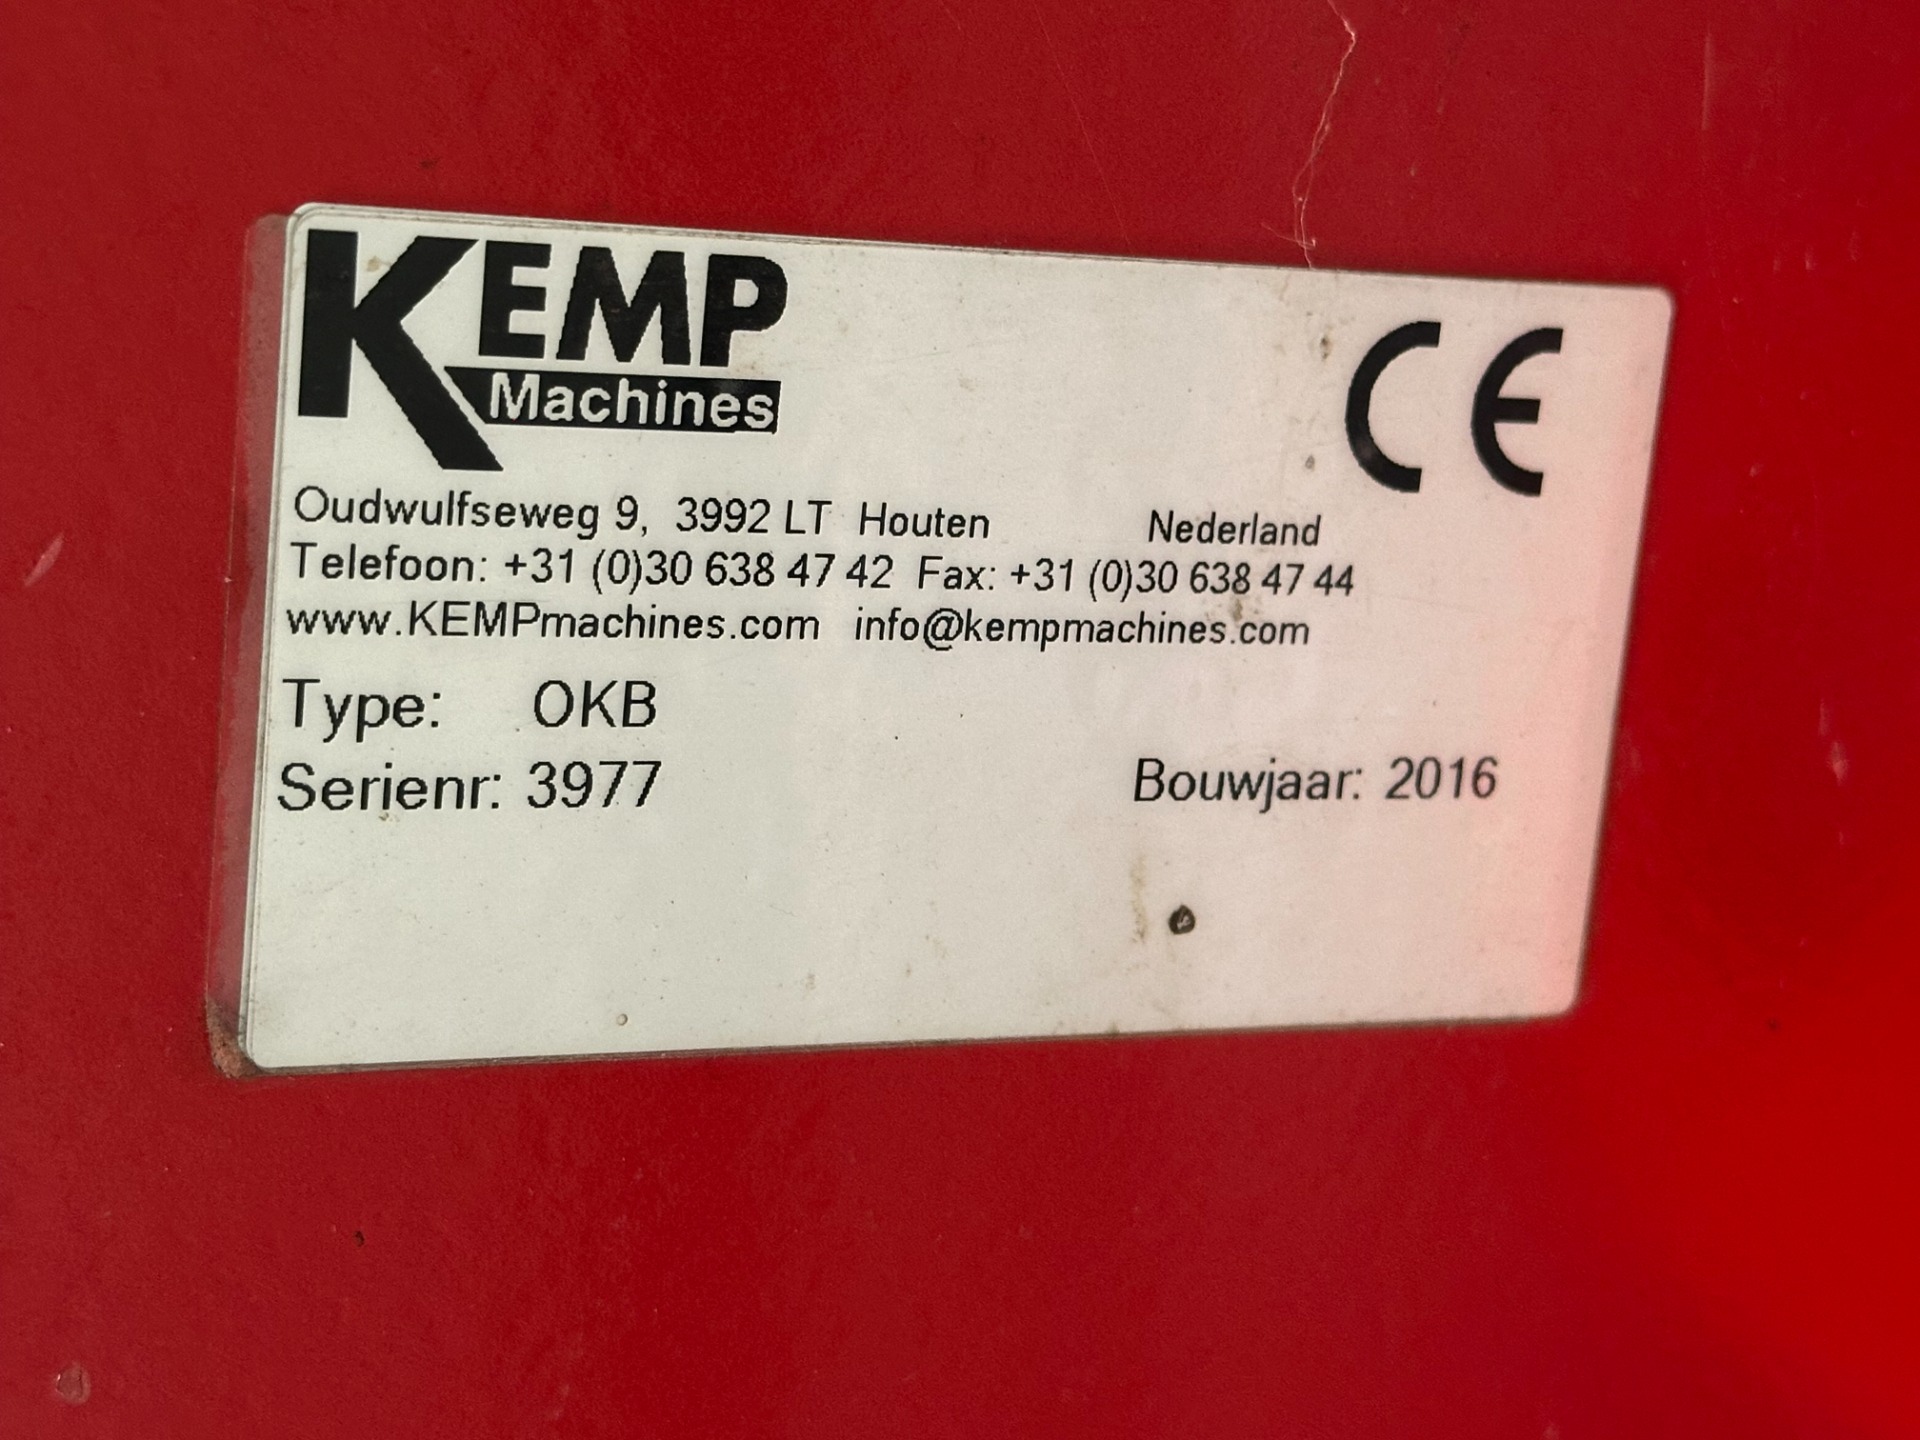 KEMP
Machines
CE
Oudwulfseweg 9, 3992 LT Houten Nederland
Telefoon: +31 (0)30 638 47 42 Fax: +31 (0)30 638 47 44
www.KEMPmachines.com info@kempmachines.com
Type: OKB
Serienr: 3977 Bouwjaar: 2016